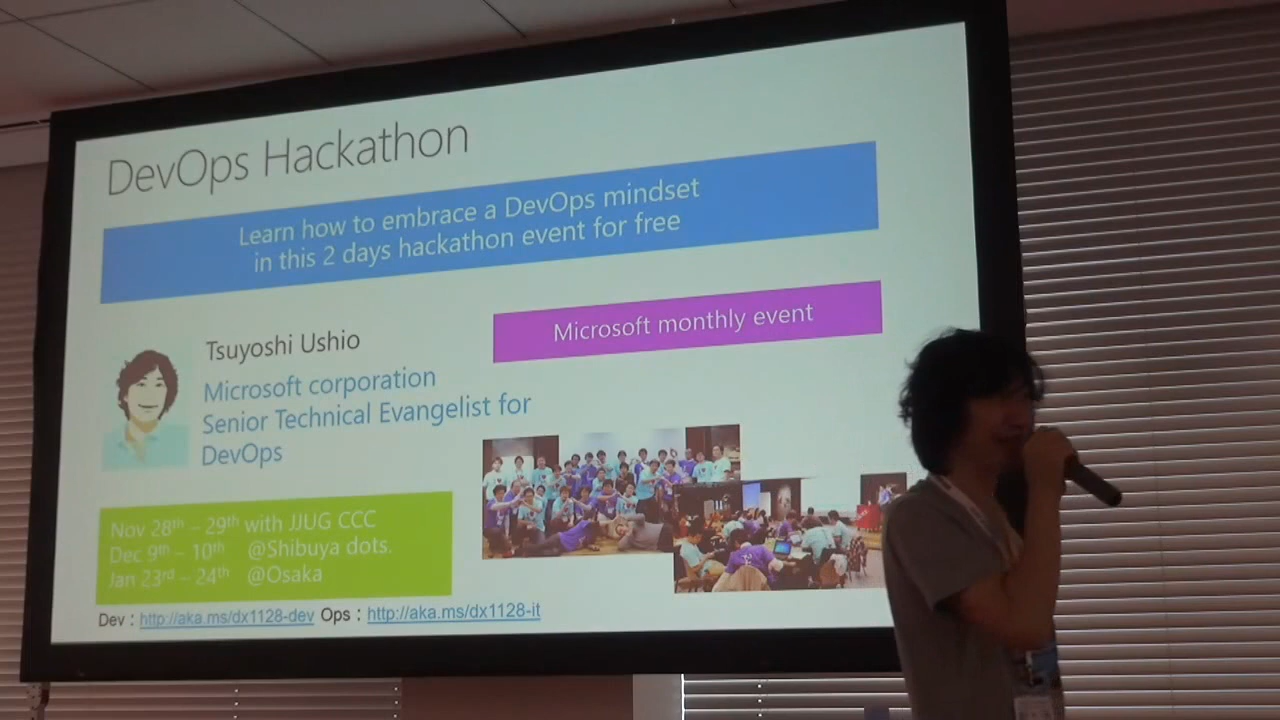 DevOps Hackathon
Learn how to embrace a DevOps mindset
in this 2 days hackathon event for free
Microsoft monthly event
Tsuyoshi Ushio
Microsoft corporation
Senior Technical Evangelist for
DevOps
Nov 28th – 29th with JJUG CCC
Dec 9th – 10th @Shibuya dots.
Jan 23rd – 24th @Osaka
Dev : http://aka.ms/dx1128-dev Ops : http://aka.ms/dx1128-it